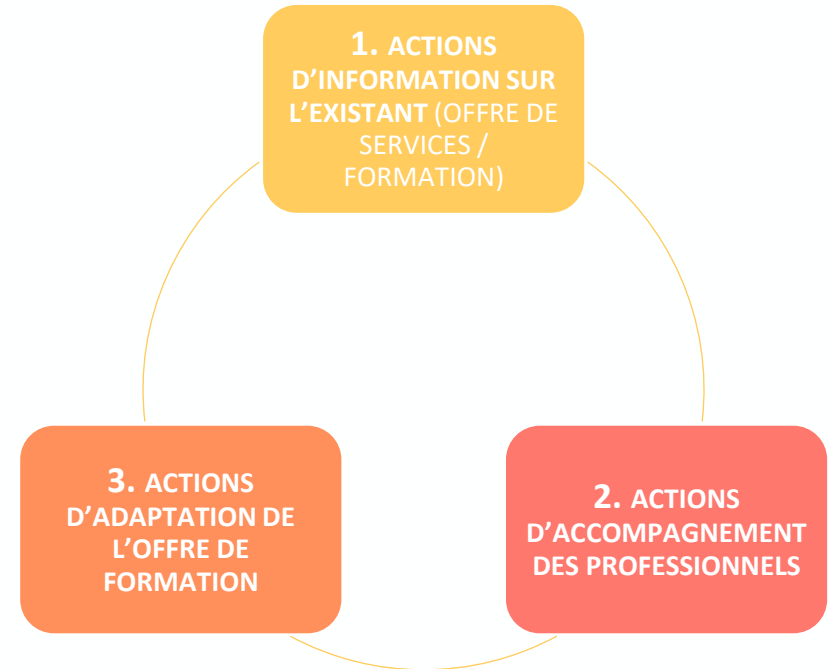 1. ACTIONS
D’INFORMATION SUR
L’EXISTANT (OFFRE DE
SERVICES /
FORMATION)
2. ACTIONS
D’ACCOMPAGNEMENT
DES PROFESSIONNELS
3. ACTIONS
D’ADAPTATION DE
L’OFFRE DE
FORMATION